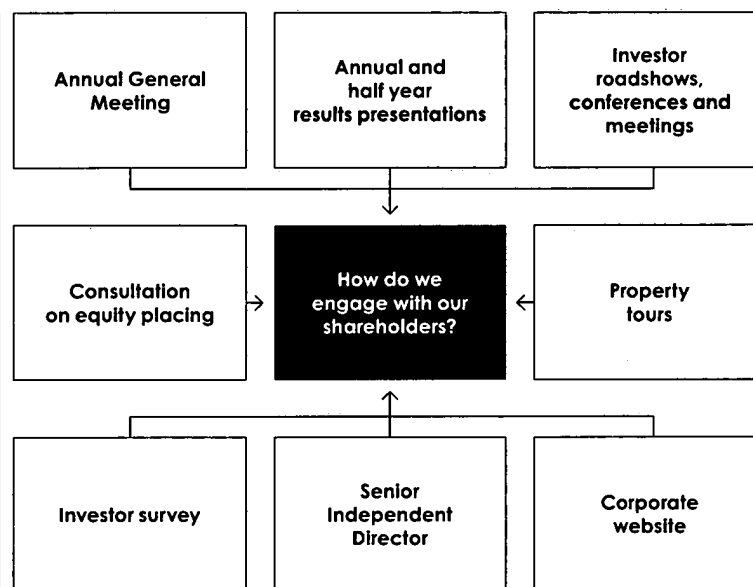 Annual General
Meeting
Annual and
half year
results presentations
Investor
roadshows,
conferences and
meetings
Consultation
on equity placing
How do we
engage with our
shareholders?
Property
tours
Investor survey
Senior
Independent
Director
Corporate
website